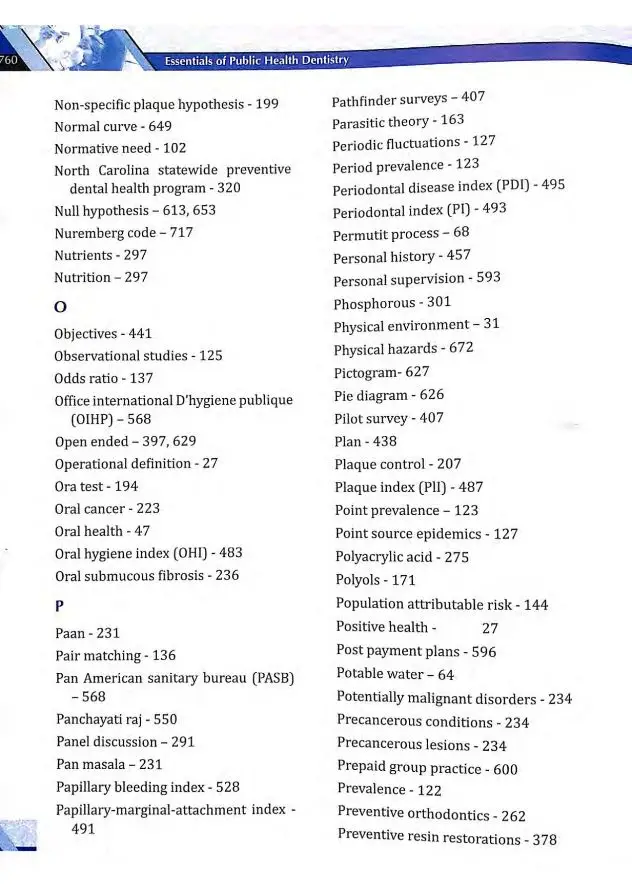 760
Essentials of Public Health Dentistry
Non-specific plaque hypothesis - 199
Normal curve - 649
Normative need - 102
North Carolina statewide preventive
dental health program - 320
Null hypothesis – 613, 653
Nuremberg code – 717
Nutrients - 297
Nutrition – 297
O
Objectives - 441
Observational studies - 125
Odds ratio - 137
Office international D'hygiene publique
(OIHP) – 568
Open ended – 397, 629
Operational definition - 27
Ora test - 194
Oral cancer - 223
Oral health - 47
Oral hygiene index (OHI) - 483
Oral submucous fibrosis - 236
P
Paan - 231
Pair matching - 136
Pan American sanitary bureau (PASB)
– 568
Panchayati raj - 550
Panel discussion – 291
Pan masala – 231
Papillary bleeding index - 528
Papillary-marginal-attachment index -
491
Pathfinder surveys – 407
Parasitic theory - 163
Periodic fluctuations - 127
Period prevalence - 123
Periodontal disease index (PDI) - 495
Periodontal index (PI) - 493
Permutit process – 68
Personal history - 457
Personal supervision - 593
Phosphorous - 301
Physical environment – 31
Physical hazards - 672
Pictogram- 627
Pie diagram - 626
Pilot survey - 407
Plan - 438
Plaque control - 207
Plaque index (PlI) - 487
Point prevalence – 123
Point source epidemics - 127
Polyacrylic acid - 275
Polyols - 171
Population attributable risk - 144
Positive health - 27
Post payment plans - 596
Potable water – 64
Potentially malignant disorders - 234
Precancerous conditions - 234
Precancerous lesions - 234
Prepaid group practice - 600
Prevalence - 122
Preventive orthodontics - 262
Preventive resin restorations - 378